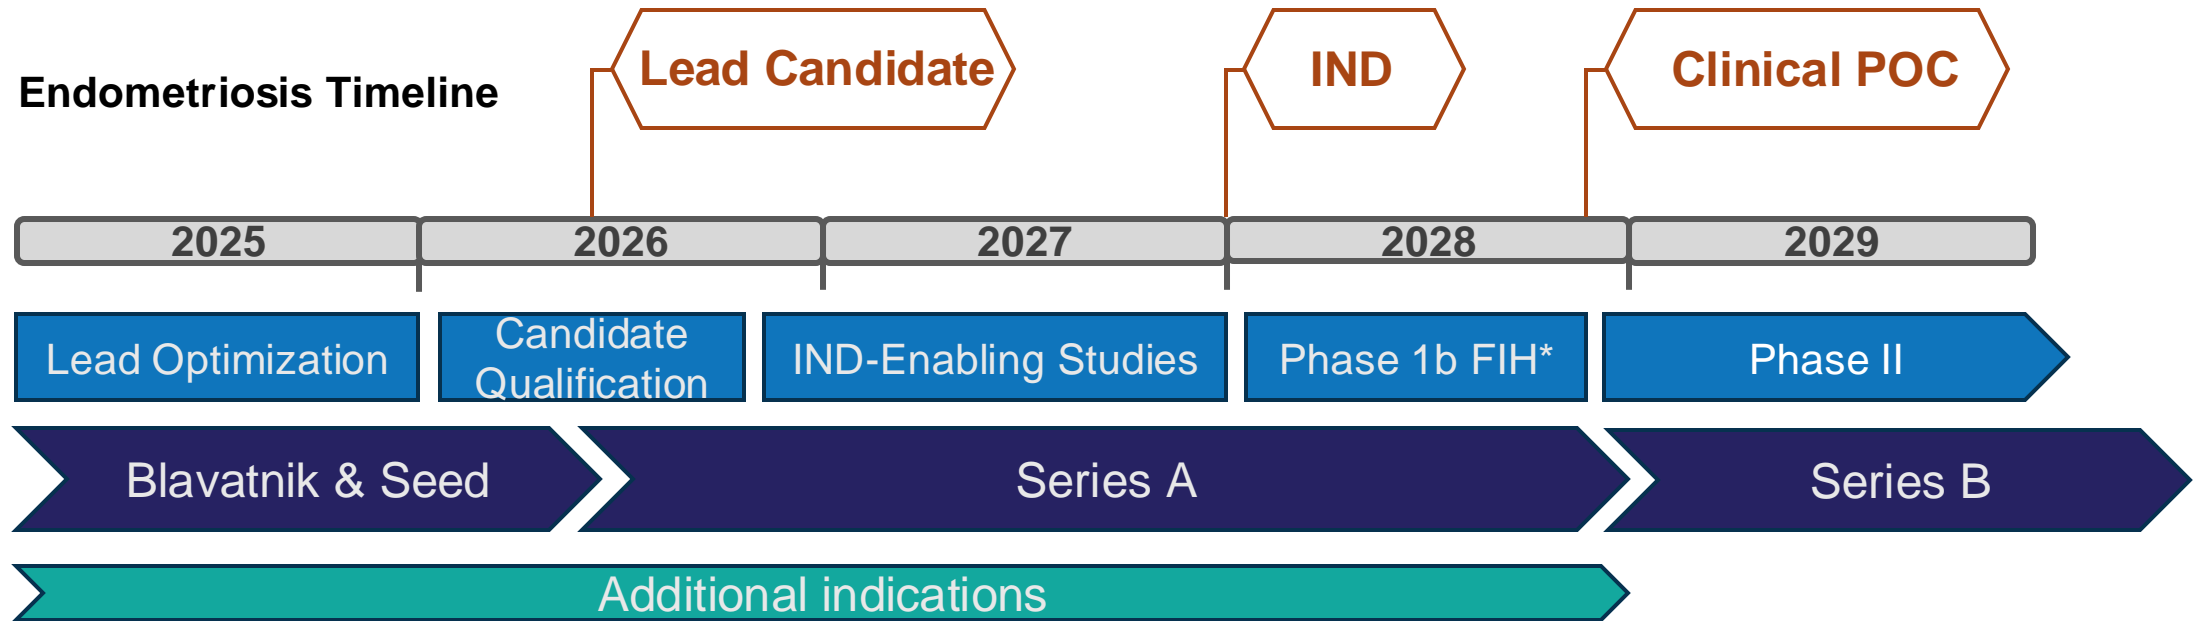 Lead Candidate
IND
Clinical POC
Endometriosis Timeline
2025
2026
2027
2028
2029
Lead Optimization
Candidate
Qualification
IND-Enabling Studies
Phase 1b FIH*
Phase II
Blavatnik & Seed
Series A
Series B
Additional indications